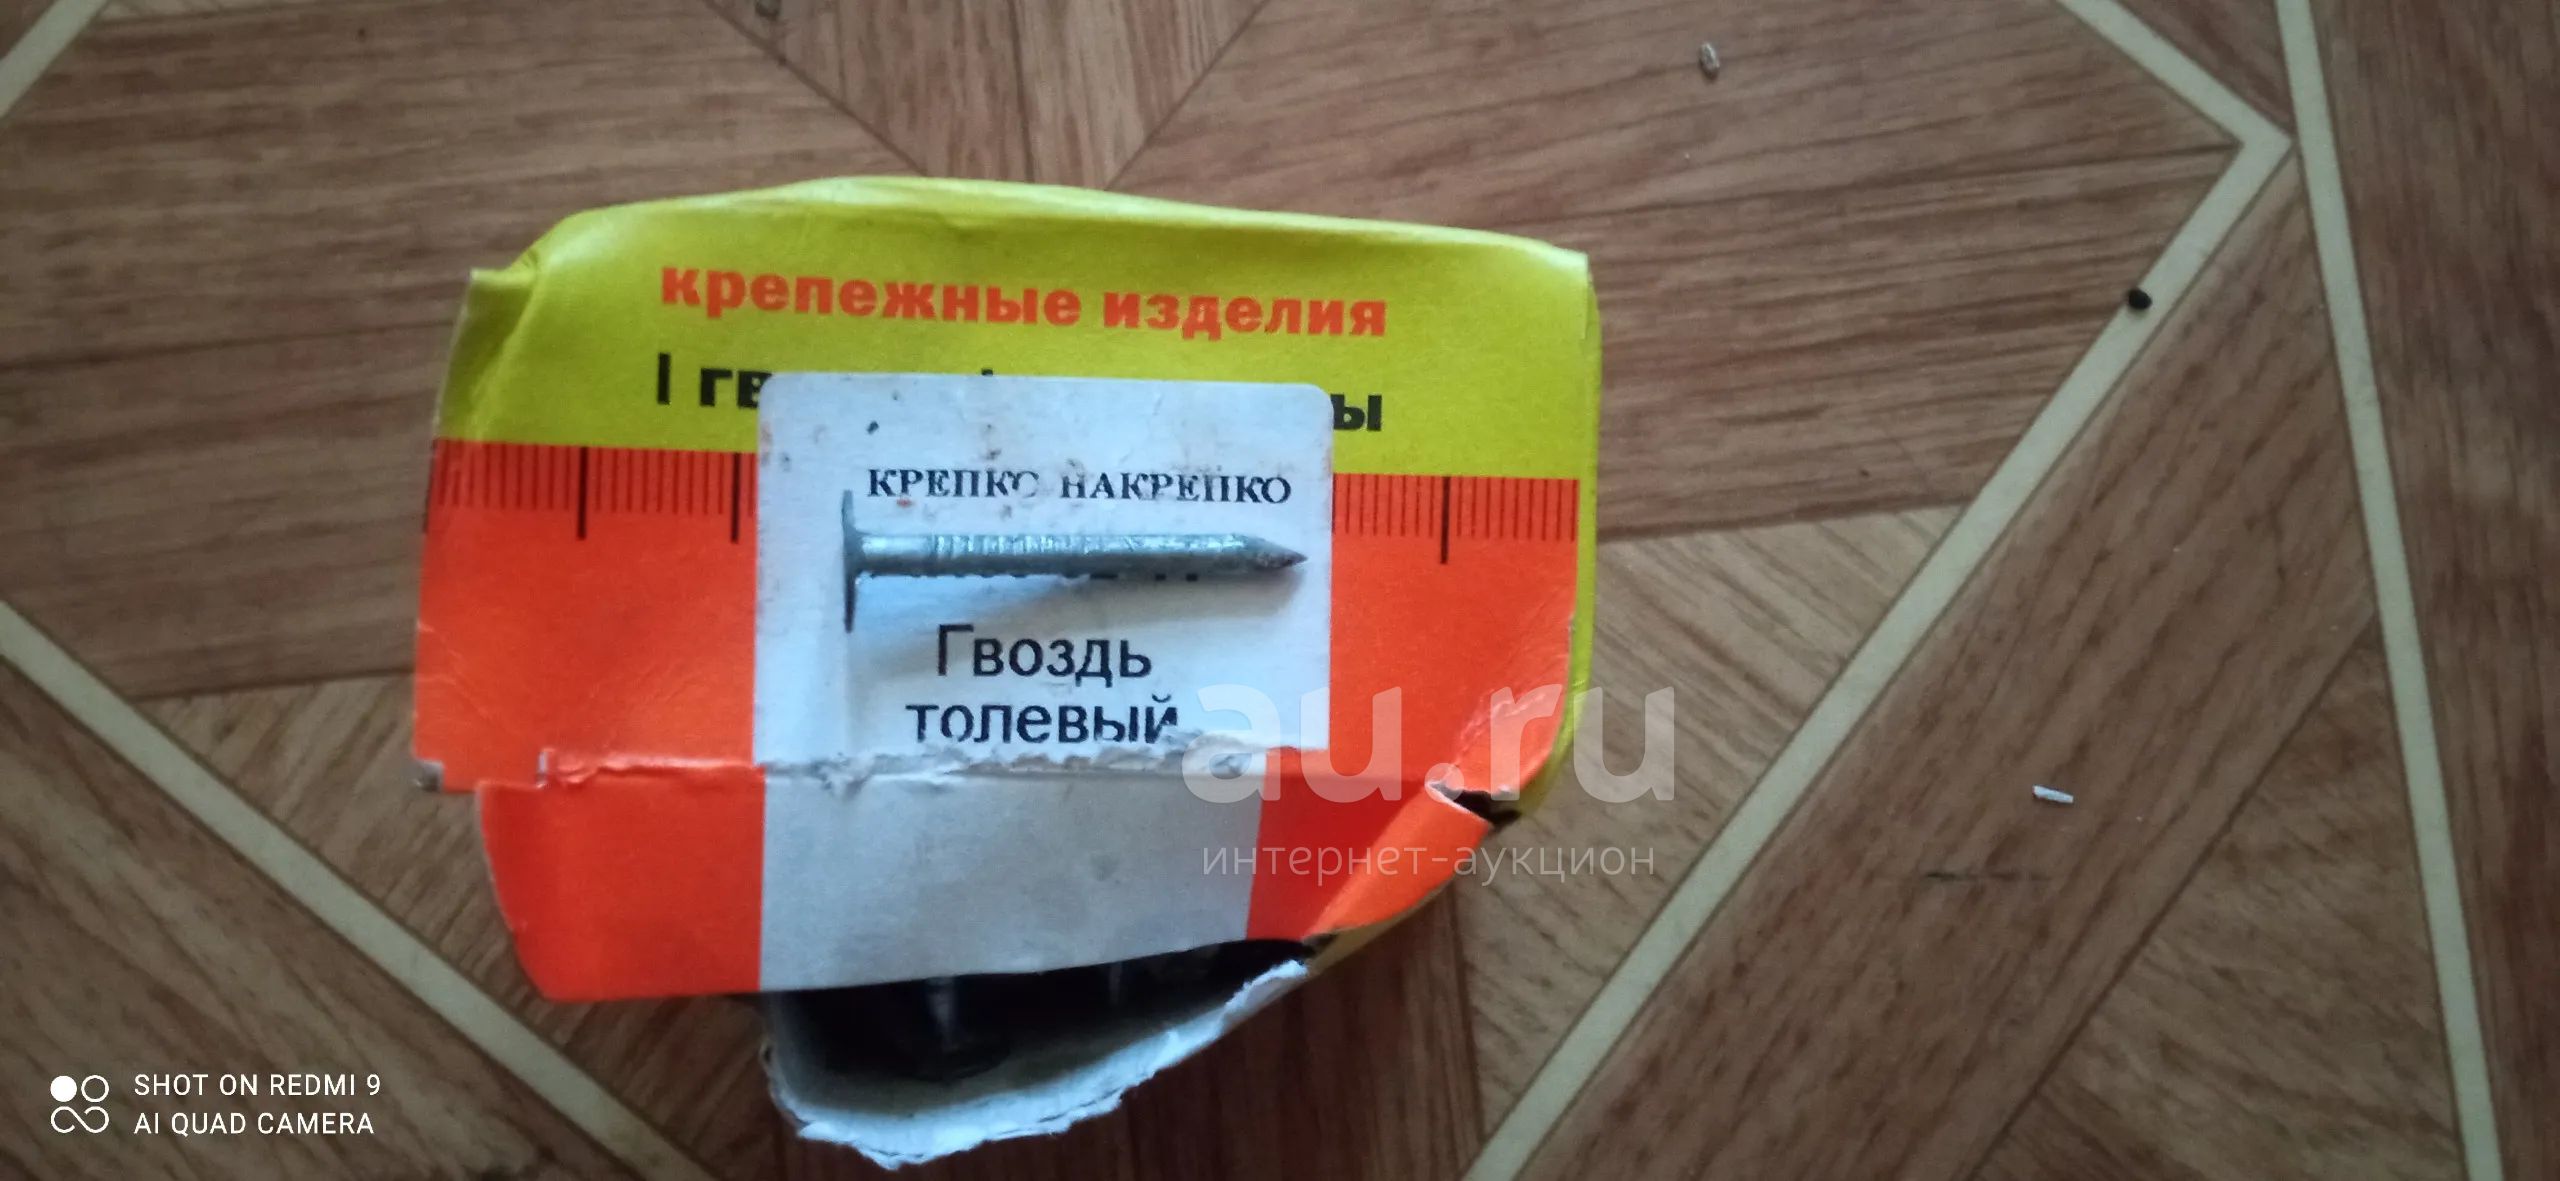 крепежные изделия
КРЕПКО НАКРЕПКО
Гвоздь
толевый
au.ru
интернет-аукцион
SHOT ON REDMI 9
AI QUAD CAMERA